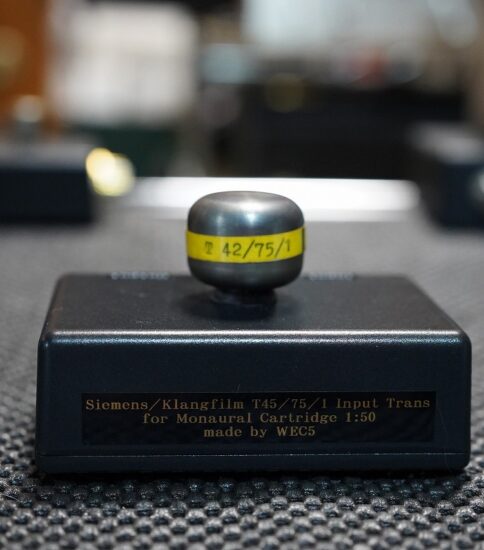 T 42/75/1
Siemens/Klangfilm T45/75/1 Input Trans
for Monaural Cartridge 1:50
made by WEC5